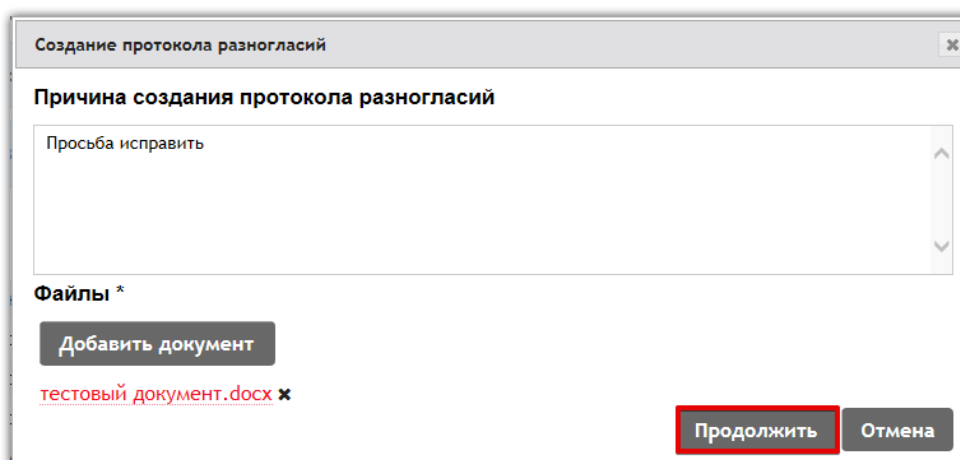 Создание протокола разногласий
Причина создания протокола разногласий
Просьба исправить
Файлы *
Добавить документ
тестовый документ.docx
Продолжить Отмена